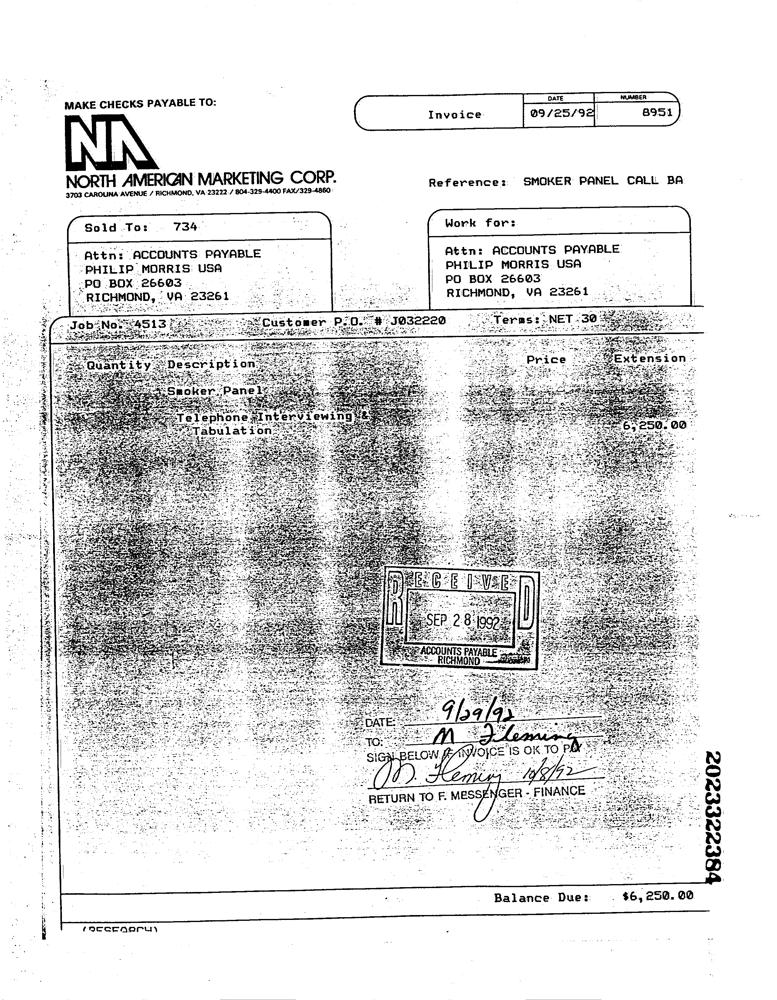 MAKE CHECKS PAYABLE TO:
NA
NORTH AMERICAN MARKETING CORP.
3703 CAROLINA AVENUE / RICHMOND, VA 23222 / 804-329-4400 FAX/329-4860
DATE NUMBER
Invoice 09/25/92 8951
Reference: SMOKER PANEL CALL BA
Sold To: 734
Attn: ACCOUNTS PAYABLE
PHILIP MORRIS USA
PO BOX 26603
RICHMOND, VA 23261
Work for:
Attn: ACCOUNTS PAYABLE
PHILIP MORRIS USA
PO BOX 26603
RICHMOND, VA 23261
Job No. 4513 Customer P.O. # J032220 Terms: NET 30
Quantity Description Price Extension
Smoker Panel
Telephone Interviewing &
Tabulation 6,250.00
RECEIVED
SEP 28 1992
ACCOUNTS PAYABLE
RICHMOND
DATE: 9/29/92
TO: M Fleming
SIGN BELOW IF INVOICE IS OK TO PA
M. Fleming 10/8/92
RETURN TO F. MESSENGER - FINANCE
2023322384
Balance Due: $6,250.00